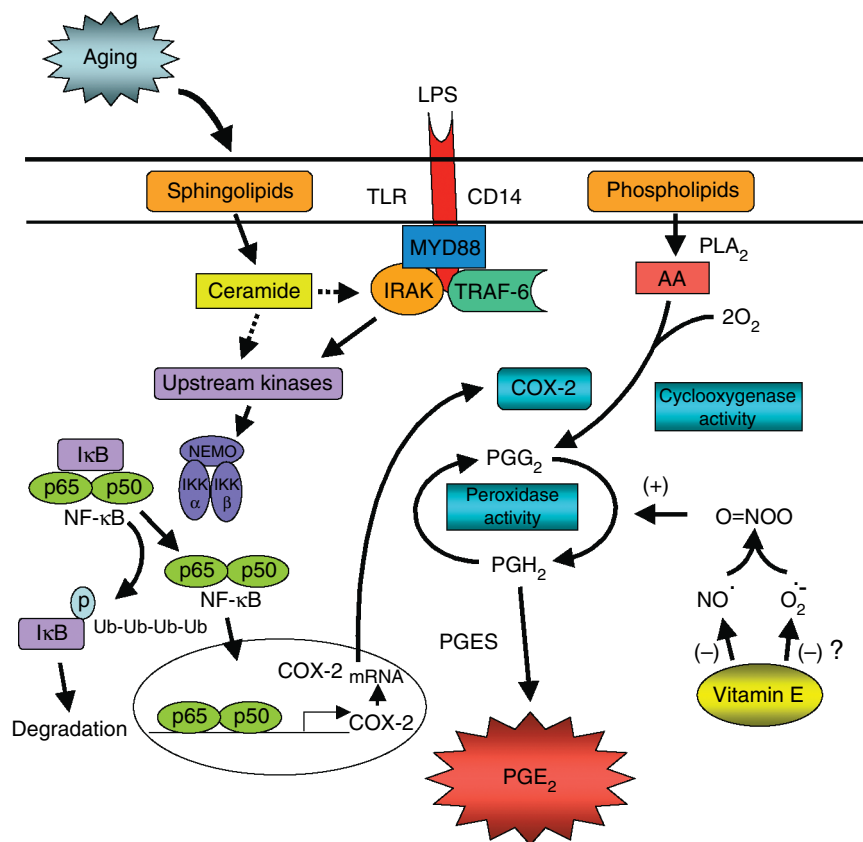 Aging
LPS
Sphingolipids
TLR
CD14
Phospholipids
MYD88
PLA₂
Ceramide
IRAK
TRAF-6
AA
2O₂
Upstream kinases
COX-2
Cyclooxygenase
activity
NEMO
IKK
α
IKK
β
IκB
p65
p50
NF-κB
PGG₂
Peroxidase
activity
(+)
O=NOO
p65
p50
NF-κB
PGH₂
p
IκB
Ub-Ub-Ub-Ub
NO˙
O₂˙⁻
PGES
(–)
(–) ?
COX-2
mRNA
Vitamin E
p65
p50
COX-2
Degradation
PGE₂